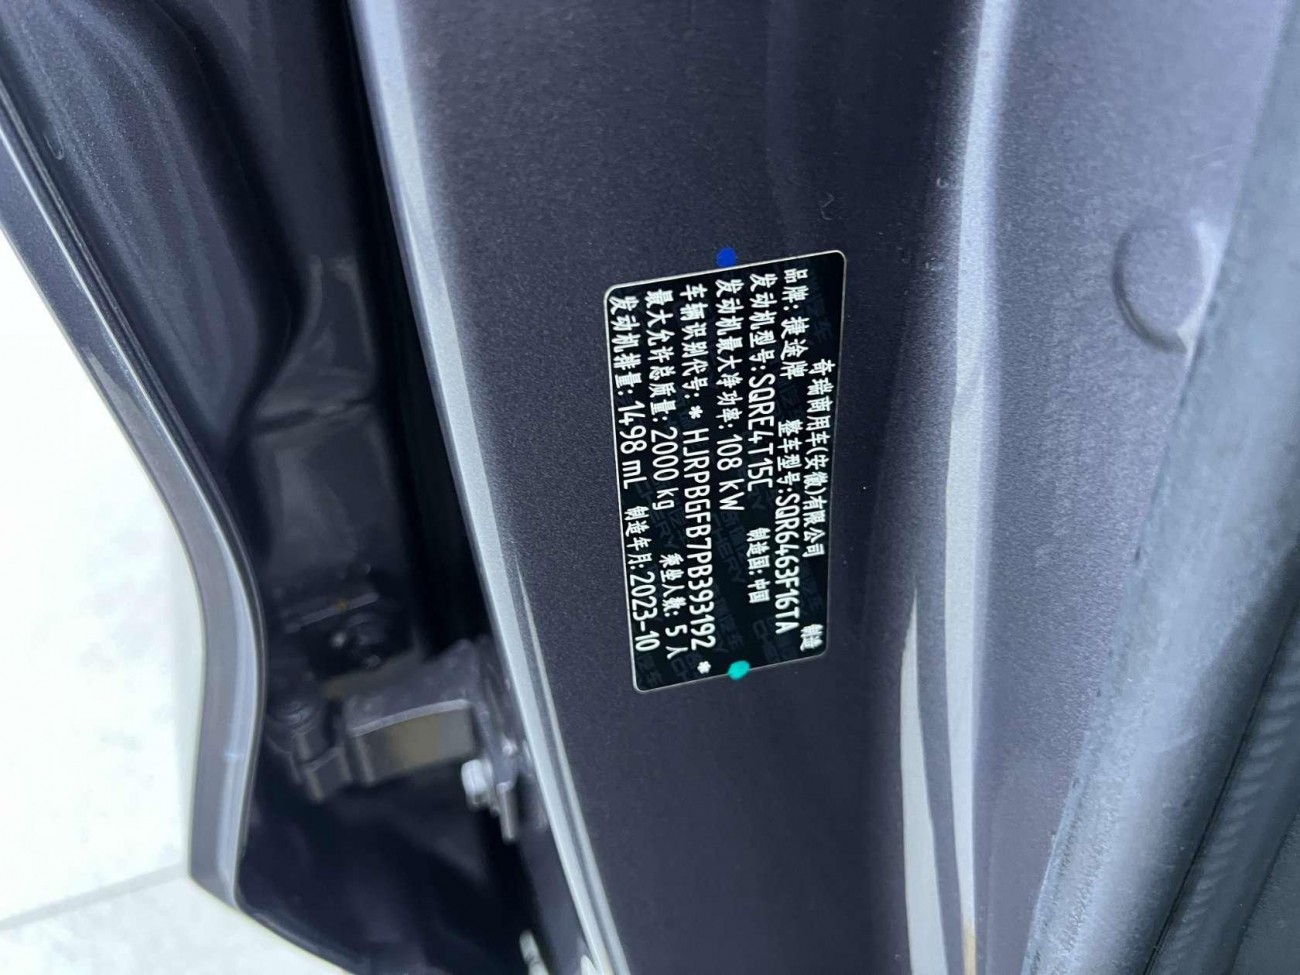 奇瑞商用车(安徽)有限公司 制造
品牌: 捷途牌 整车型号:SQR6463F16TA
发动机型号:SQRE4T15C 制造国:中国
发动机最大净功率: 108 kW
车辆识别代号: * HJRPBGFB7PB393192 *
最大允许总质量: 2000 kg 乘坐人数: 5 人
发动机排量: 1498 mL 制造年月: 2023-10